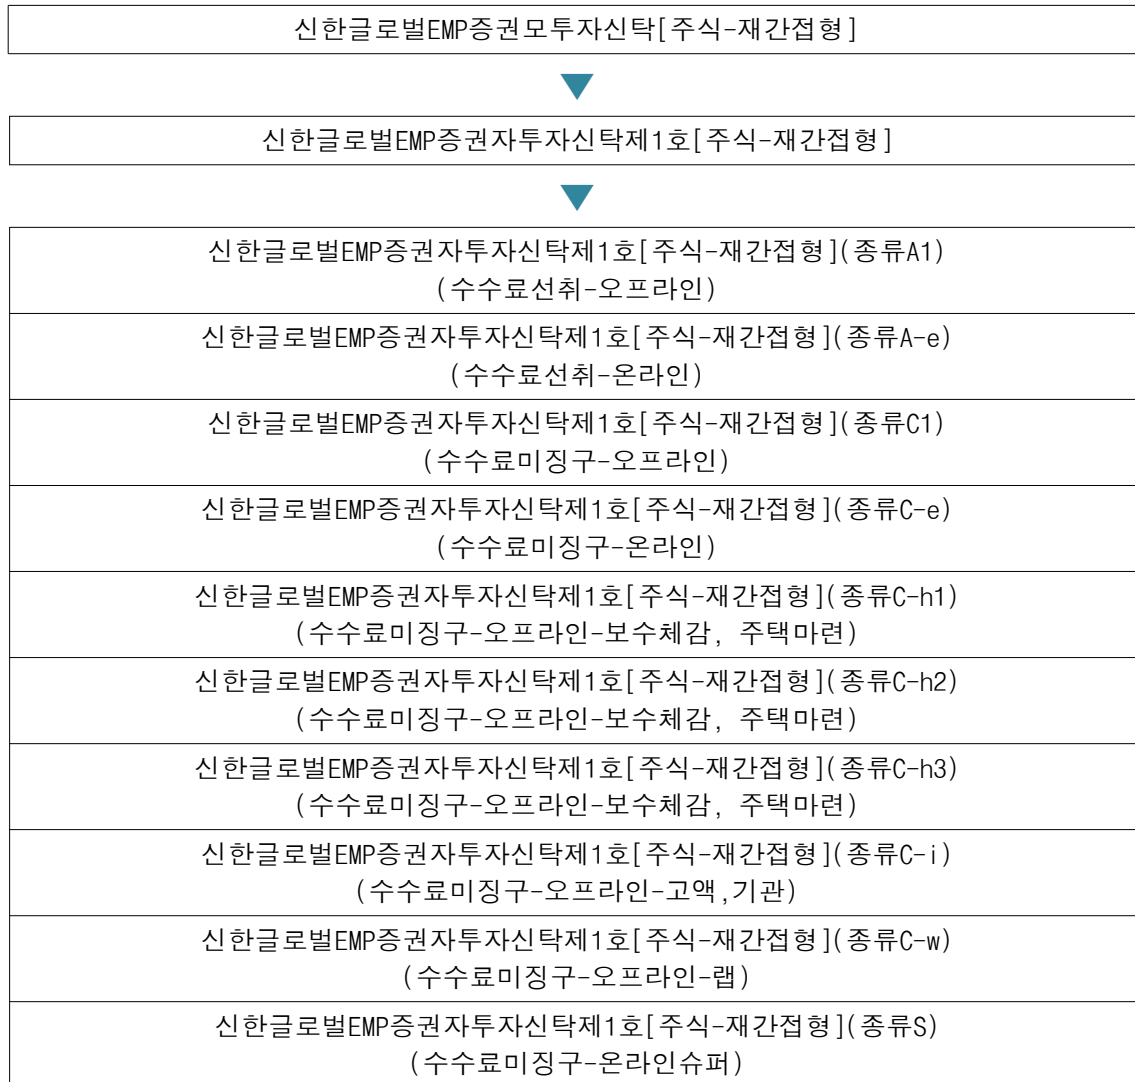 신한글로벌EMP증권모투자신탁[주식-재간접형]
신한글로벌EMP증권자투자신탁제1호[주식-재간접형]
신한글로벌EMP증권자투자신탁제1호[주식-재간접형](종류A1)
(수수료선취-오프라인)
신한글로벌EMP증권자투자신탁제1호[주식-재간접형](종류A-e)
(수수료선취-온라인)
신한글로벌EMP증권자투자신탁제1호[주식-재간접형](종류C1)
(수수료미징구-오프라인)
신한글로벌EMP증권자투자신탁제1호[주식-재간접형](종류C-e)
(수수료미징구-온라인)
신한글로벌EMP증권자투자신탁제1호[주식-재간접형](종류C-h1)
(수수료미징구-오프라인-보수체감, 주택마련)
신한글로벌EMP증권자투자신탁제1호[주식-재간접형](종류C-h2)
(수수료미징구-오프라인-보수체감, 주택마련)
신한글로벌EMP증권자투자신탁제1호[주식-재간접형](종류C-h3)
(수수료미징구-오프라인-보수체감, 주택마련)
신한글로벌EMP증권자투자신탁제1호[주식-재간접형](종류C-i)
(수수료미징구-오프라인-고액,기관)
신한글로벌EMP증권자투자신탁제1호[주식-재간접형](종류C-w)
(수수료미징구-오프라인-랩)
신한글로벌EMP증권자투자신탁제1호[주식-재간접형](종류S)
(수수료미징구-온라인슈퍼)